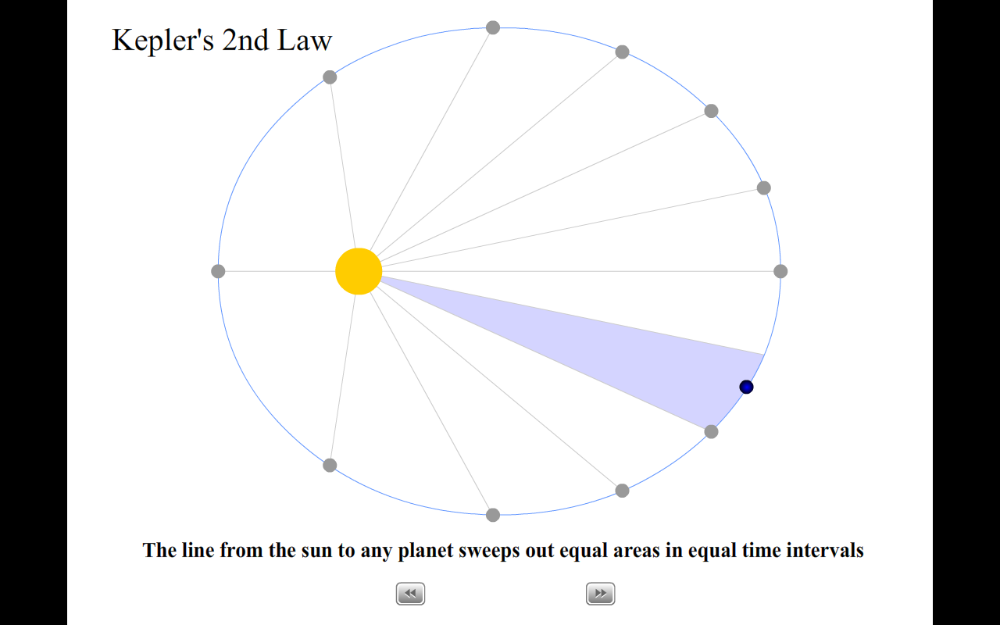 Kepler's 2nd Law
The line from the sun to any planet sweeps out equal areas in equal time intervals